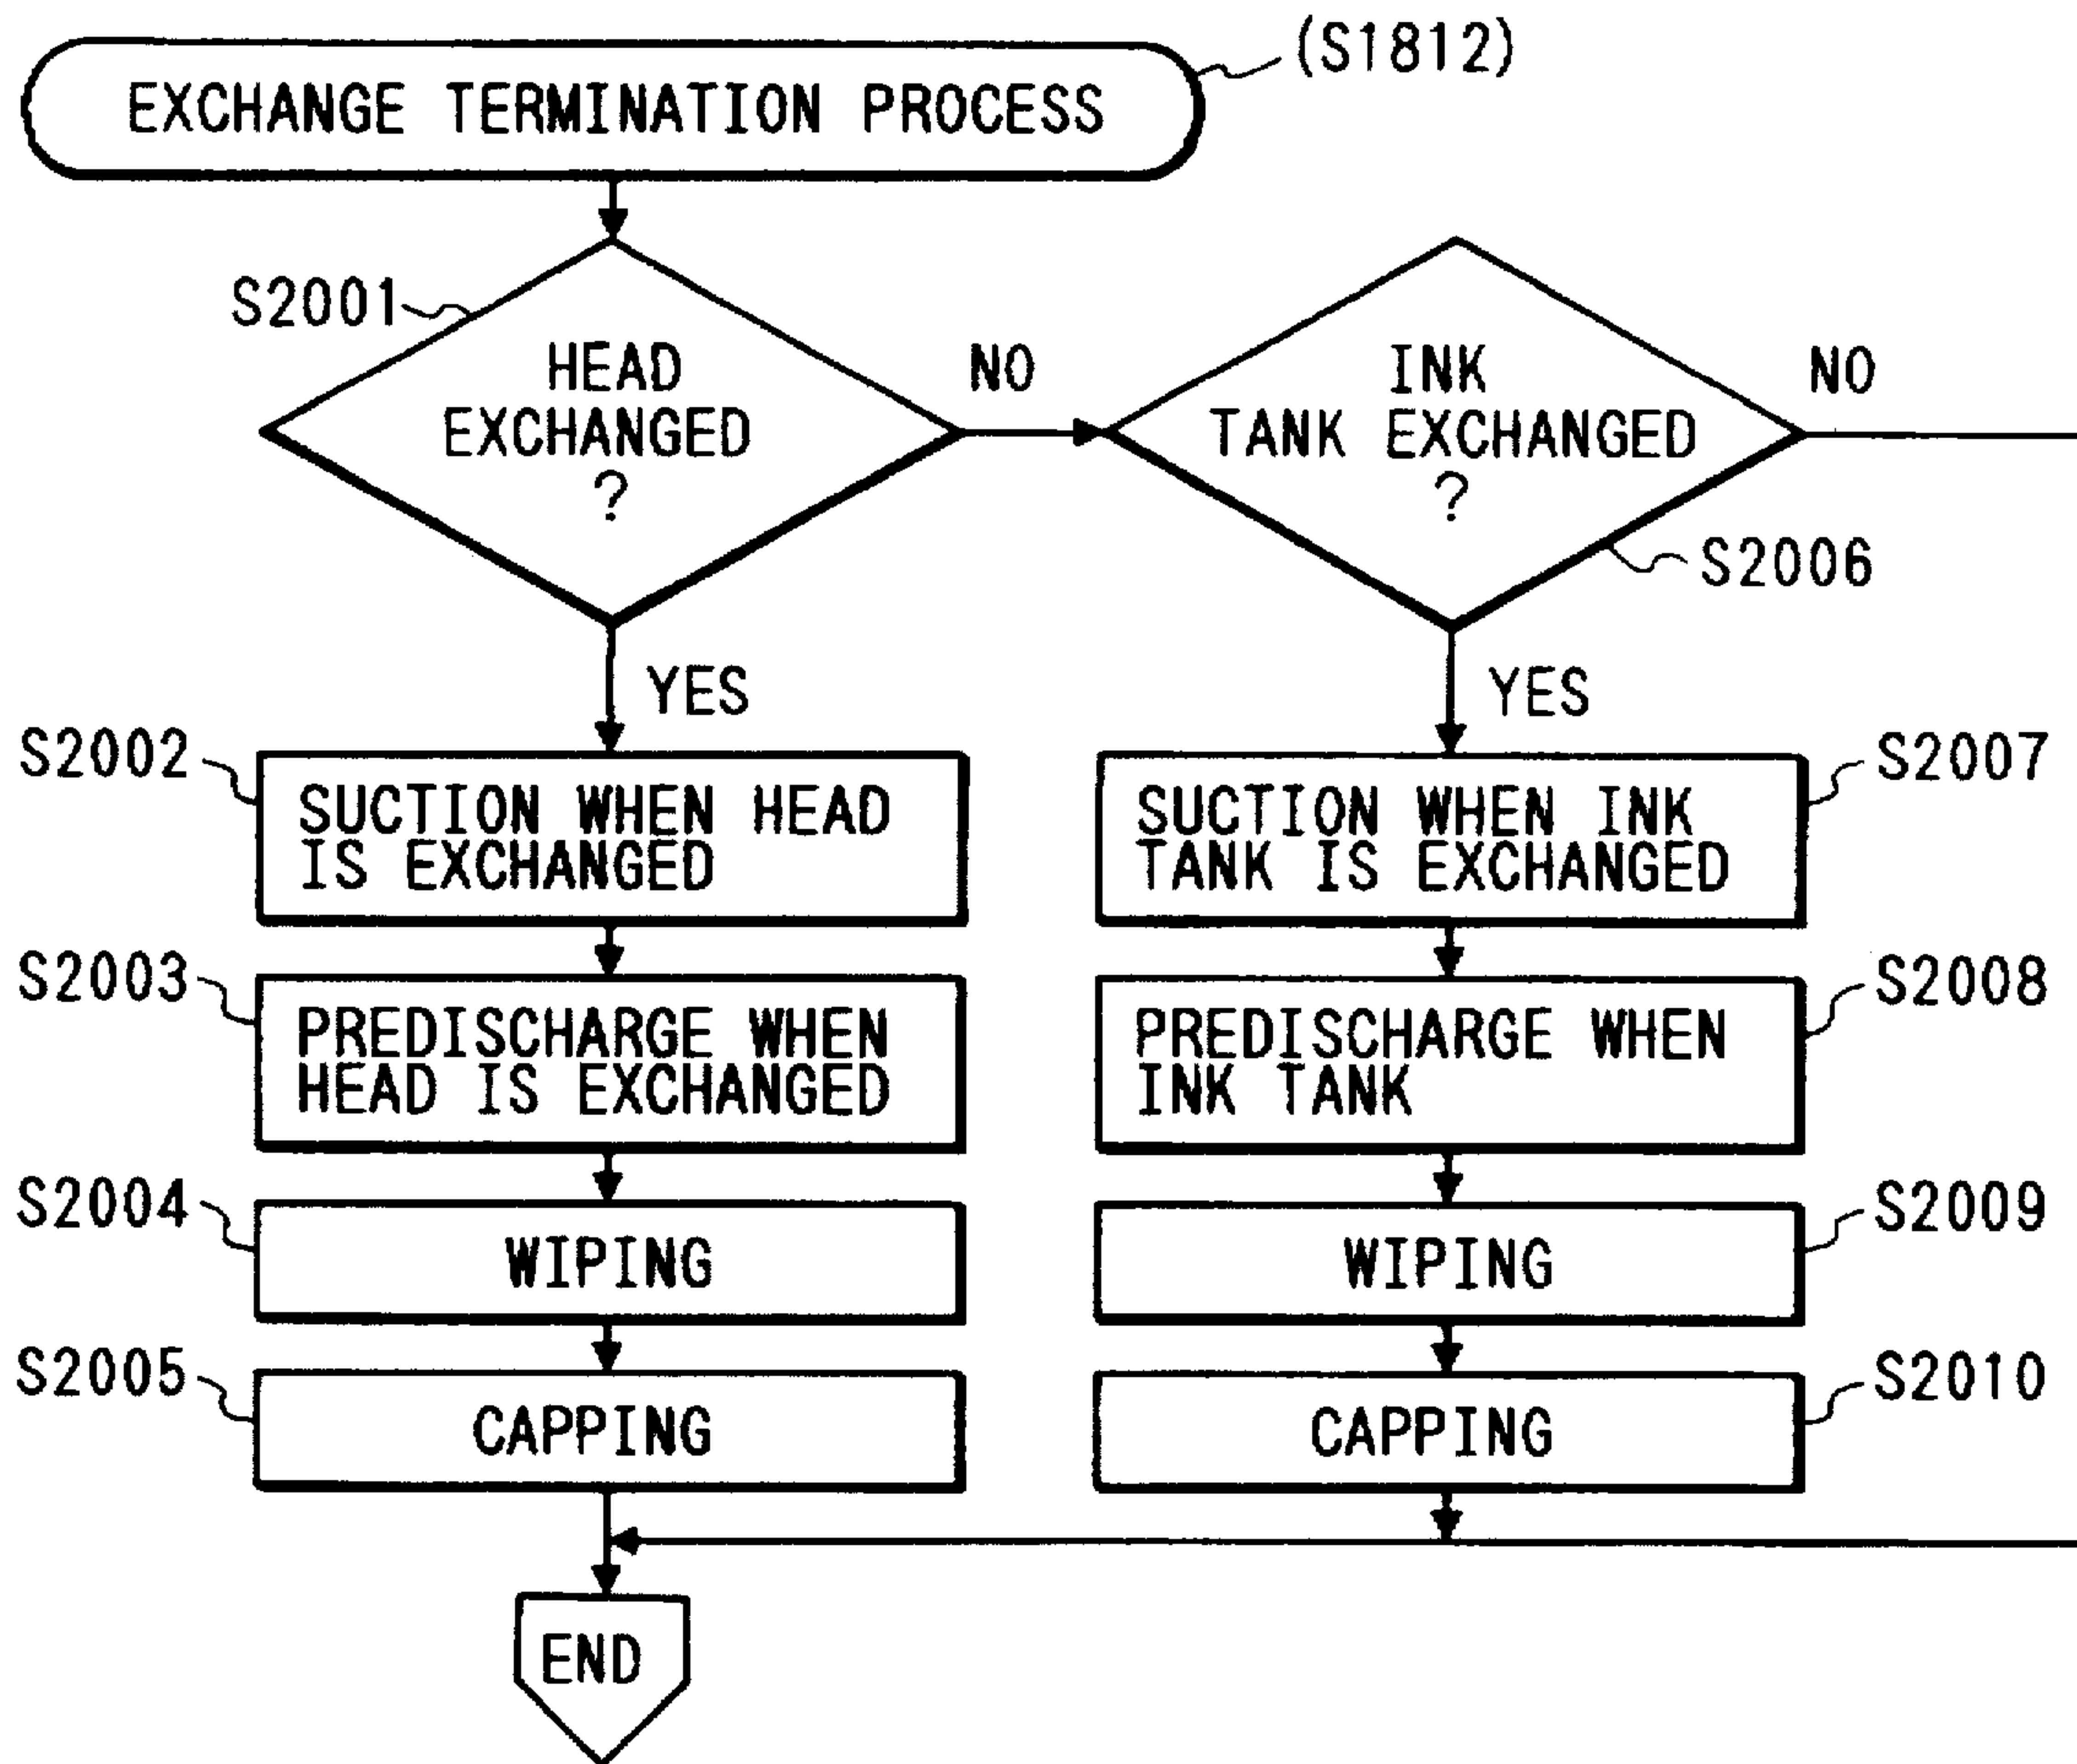 (S1812)
EXCHANGE TERMINATION PROCESS
S2001
HEAD
EXCHANGED
?
NO
INK
TANK EXCHANGED
?
NO
S2006
YES
YES
S2002
SUCTION WHEN HEAD
IS EXCHANGED
S2007
SUCTION WHEN INK
TANK IS EXCHANGED
S2003
PREDISCHARGE WHEN
HEAD IS EXCHANGED
S2008
PREDISCHARGE WHEN
INK TANK
S2004
WIPING
S2009
WIPING
S2005
CAPPING
S2010
CAPPING
END